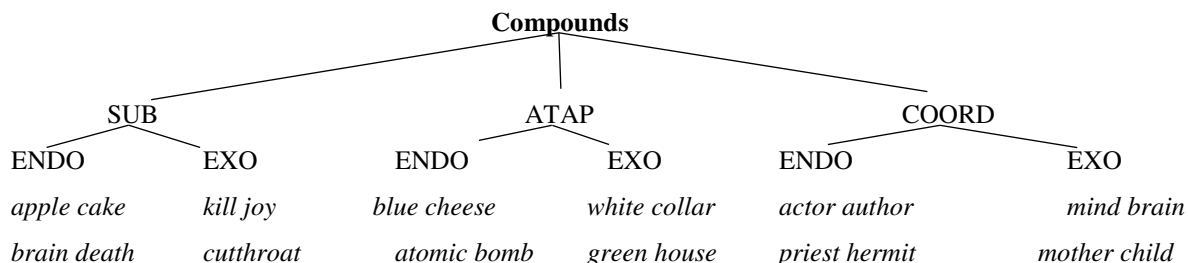 Compounds
SUB ATAP COORD
ENDO EXO ENDO EXO ENDO EXO
apple cake kill joy blue cheese white collar actor author mind brain
brain death cutthroat atomic bomb green house priest hermit mother child